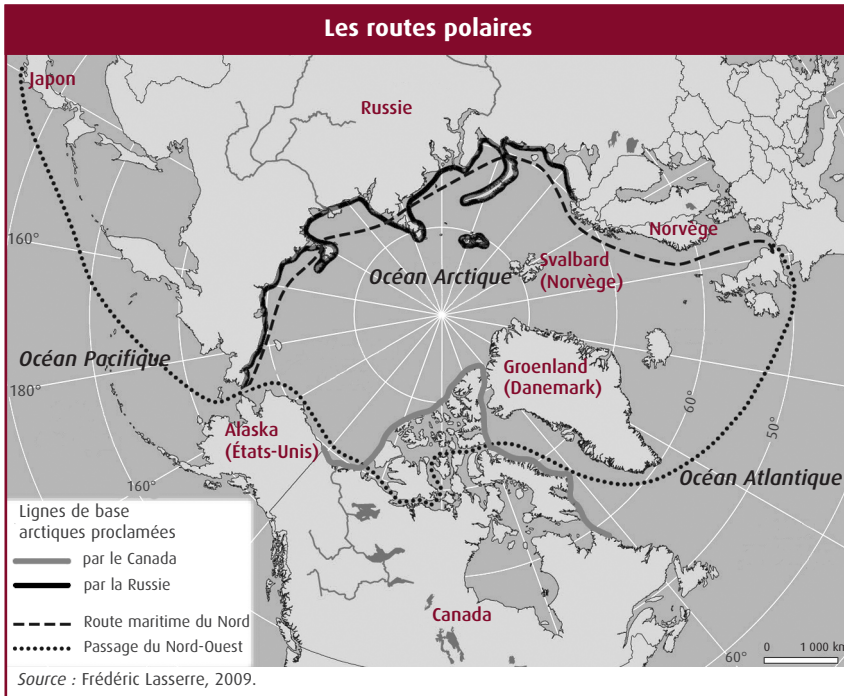 Les routes polaires
Japon
Russie
Norvège
Svalbard
(Norvège)
Océan Arctique
160°
Océan Pacifique
180°
Groenland
(Danemark)
60°
50°
Alaska
(États-Unis)
160°
Océan Atlantique
Lignes de base
arctiques proclamées
par le Canada
par la Russie
Route maritime du Nord
Passage du Nord-Ouest
Canada
60°
0 1 000 km
Source : Frédéric Lasserre, 2009.